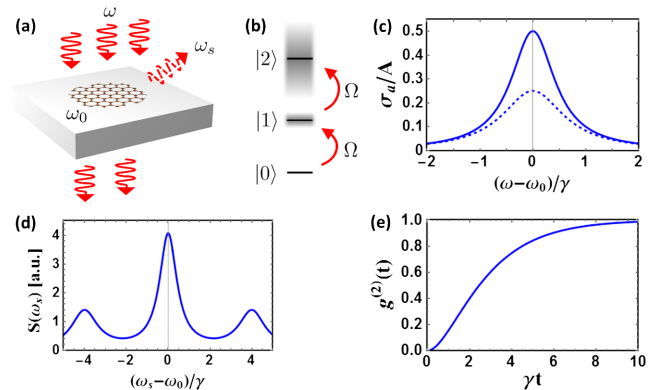 (a)
ω
ω_s
ω_0
(b)
|2⟩
Ω
|1⟩
Ω
|0⟩
(c)
σ_a/A
0.5
0.4
0.3
0.2
0.1
0
-2 -1 0 1 2
(ω−ω_0)/γ
(d)
S(ω_s) [a.u.]
4
3
2
1
0
-4 -2 0 2 4
(ω_s−ω_0)/γ
(e)
g^(2)(t)
1.0
0.8
0.6
0.4
0.2
0.0
0 2 4 6 8 10
γt